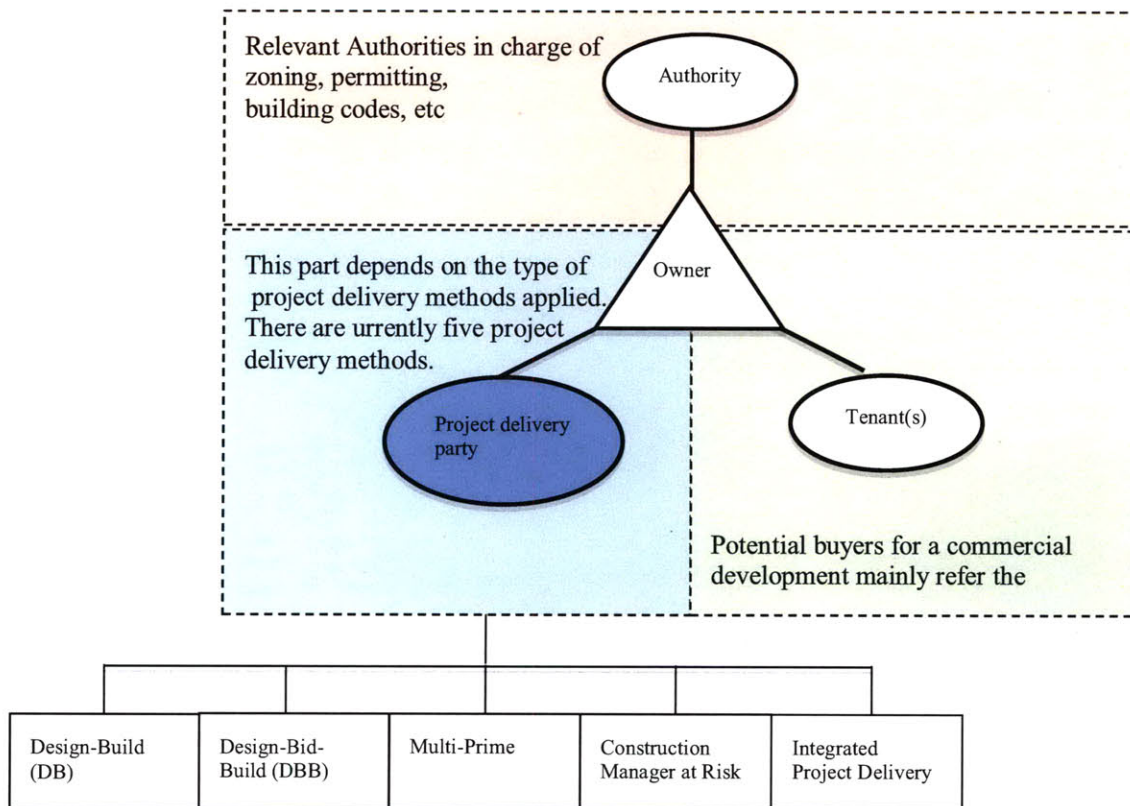 Relevant Authorities in charge of
zoning, permitting,
building codes, etc
Authority
Owner
This part depends on the type of
project delivery methods applied.
There are urrently five project
delivery methods.
Project delivery
party
Tenant(s)
Potential buyers for a commercial
development mainly refer the
Design-Build
(DB)
Design-Bid-
Build (DBB)
Multi-Prime
Construction
Manager at Risk
Integrated
Project Delivery